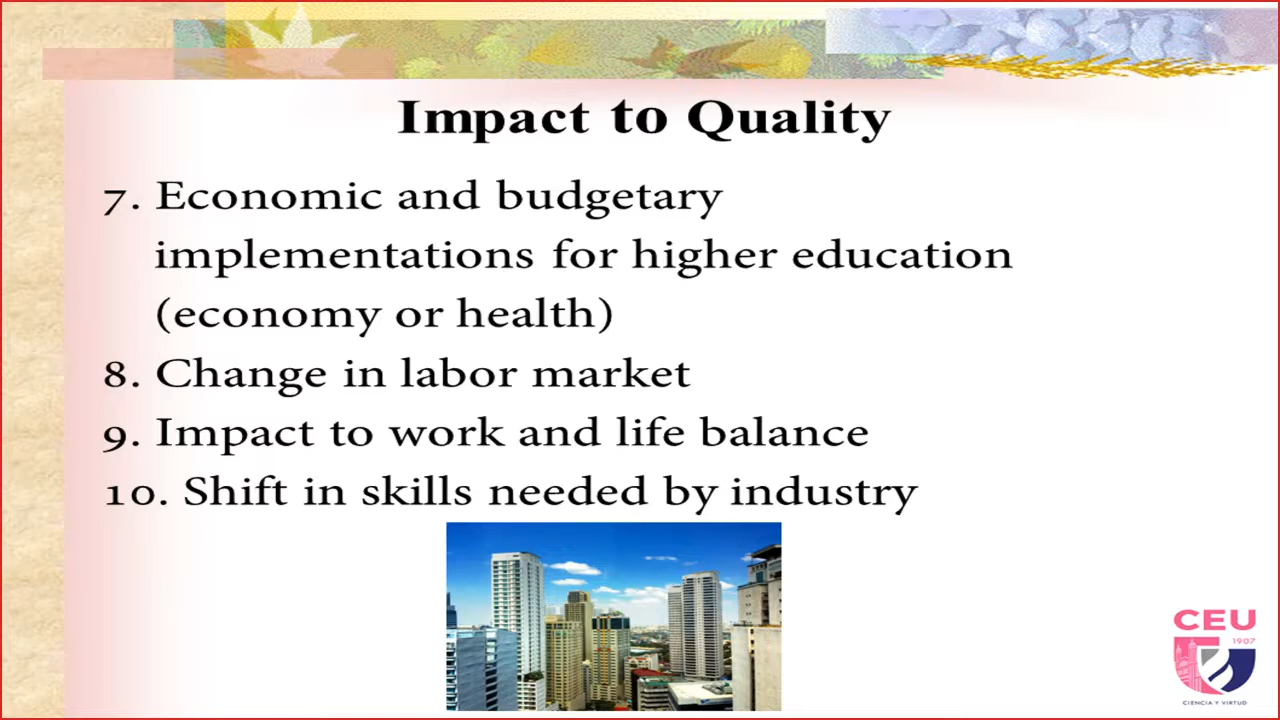 Impact to Quality
7. Economic and budgetary
implementations for higher education
(economy or health)
8. Change in labor market
9. Impact to work and life balance
10. Shift in skills needed by industry
CEU
1907
CIENCIA Y VIRTUD